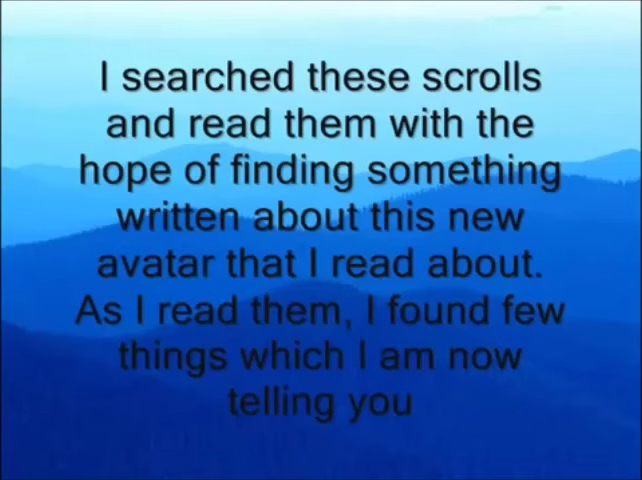 I searched these scrolls
and read them with the
hope of finding something
written about this new
avatar that I read about.
As I read them, I found few
things which I am now
telling you